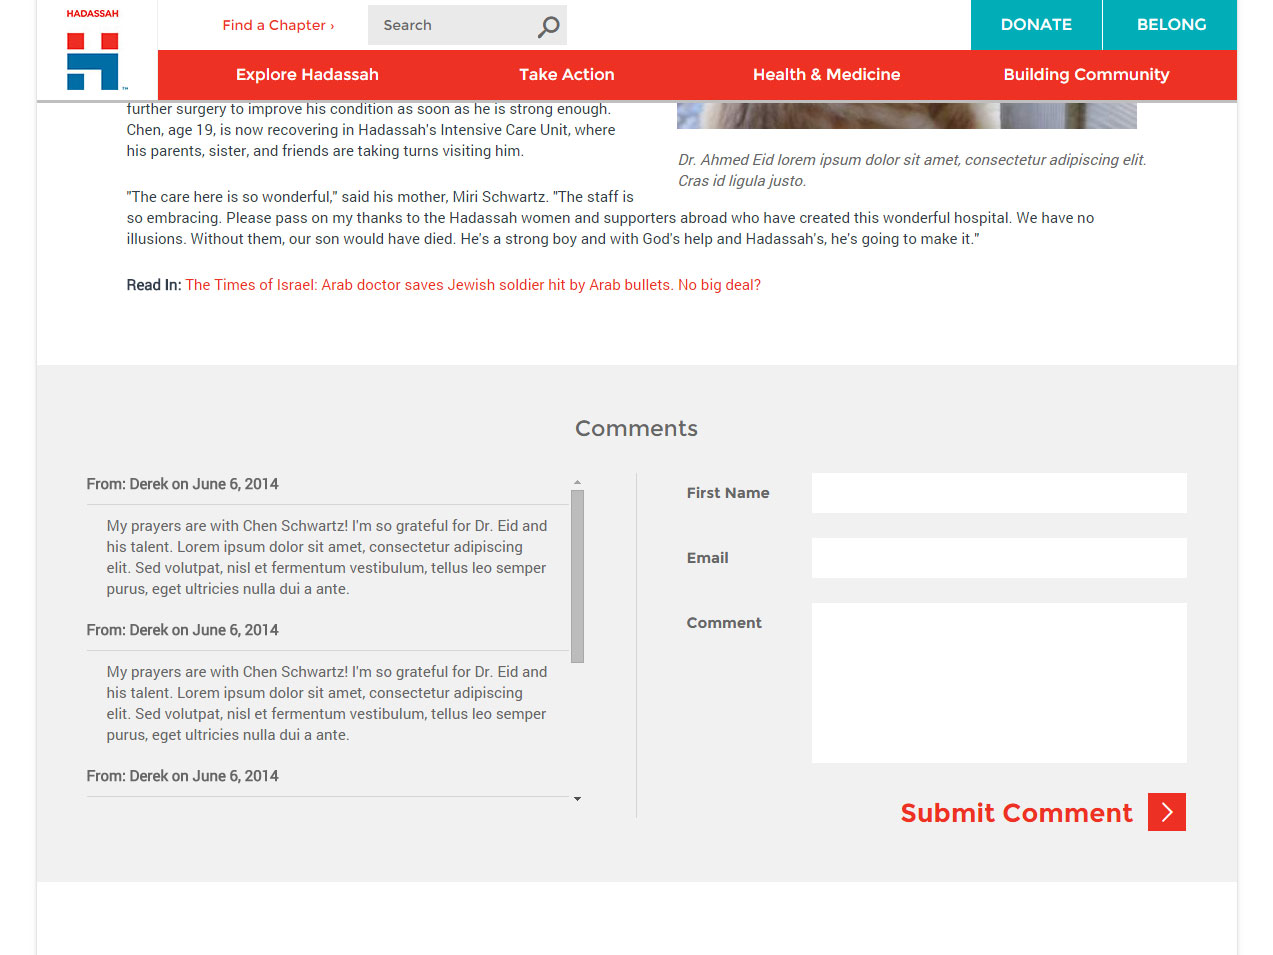 HADASSAH
™
Find a Chapter ›
Search
DONATE
BELONG
Explore Hadassah
Take Action
Health & Medicine
Building Community
further surgery to improve his condition as soon as he is strong enough.
Chen, age 19, is now recovering in Hadassah's Intensive Care Unit, where
his parents, sister, and friends are taking turns visiting him.
Dr. Ahmed Eid lorem ipsum dolor sit amet, consectetur adipiscing elit.
Cras id ligula justo.
"The care here is so wonderful," said his mother, Miri Schwartz. "The staff is
so embracing. Please pass on my thanks to the Hadassah women and supporters abroad who have created this wonderful hospital. We have no
illusions. Without them, our son would have died. He's a strong boy and with God's help and Hadassah's, he's going to make it."
Read In: The Times of Israel: Arab doctor saves Jewish soldier hit by Arab bullets. No big deal?
Comments
From: Derek on June 6, 2014
My prayers are with Chen Schwartz! I'm so grateful for Dr. Eid and
his talent. Lorem ipsum dolor sit amet, consectetur adipiscing
elit. Sed volutpat, nisl et fermentum vestibulum, tellus leo semper
purus, eget ultricies nulla dui a ante.
From: Derek on June 6, 2014
My prayers are with Chen Schwartz! I'm so grateful for Dr. Eid and
his talent. Lorem ipsum dolor sit amet, consectetur adipiscing
elit. Sed volutpat, nisl et fermentum vestibulum, tellus leo semper
purus, eget ultricies nulla dui a ante.
From: Derek on June 6, 2014
First Name
Email
Comment
Submit Comment